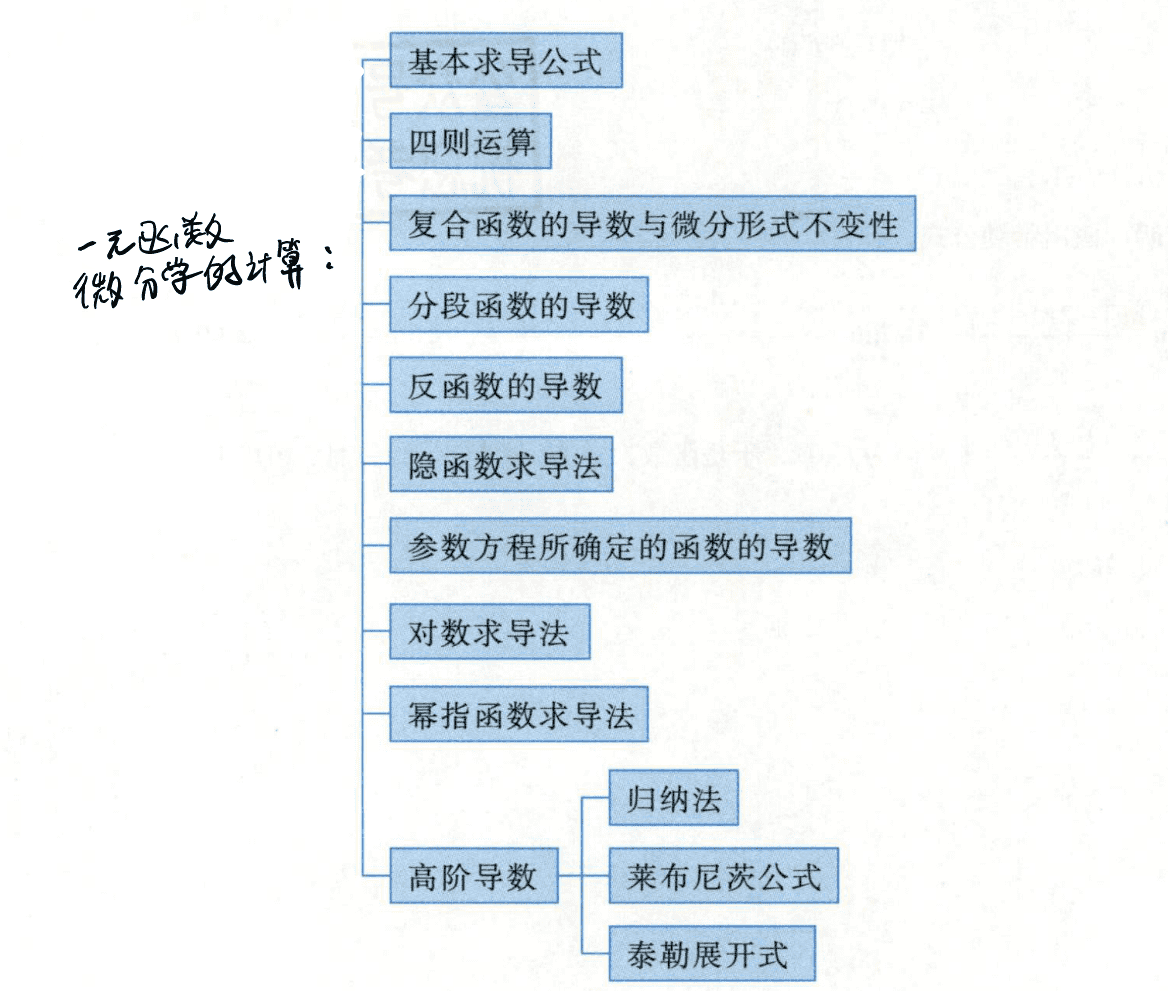 一元函数
微分学的计算：
基本求导公式
四则运算
复合函数的导数与微分形式不变性
分段函数的导数
反函数的导数
隐函数求导法
参数方程所确定的函数的导数
对数求导法
幂指函数求导法
高阶导数
归纳法
莱布尼茨公式
泰勒展开式